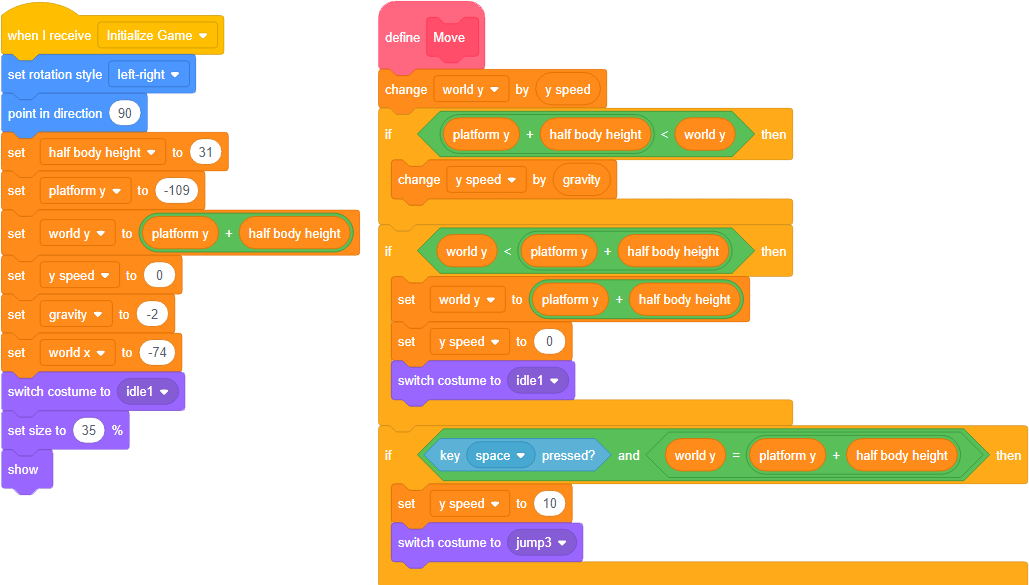 when I receive Initialize Game
set rotation style left-right
point in direction 90
set half body height to 31
set platform y to -109
set world y to platform y + half body height
set y speed to 0
set gravity to -2
set world x to -74
switch costume to idle1
set size to 35 %
show
define Move
change world y by y speed
if platform y + half body height < world y then
change y speed by gravity
if world y < platform y + half body height then
set world y to platform y + half body height
set y speed to 0
switch costume to idle1
if key space pressed? and world y = platform y + half body height then
set y speed to 10
switch costume to jump3